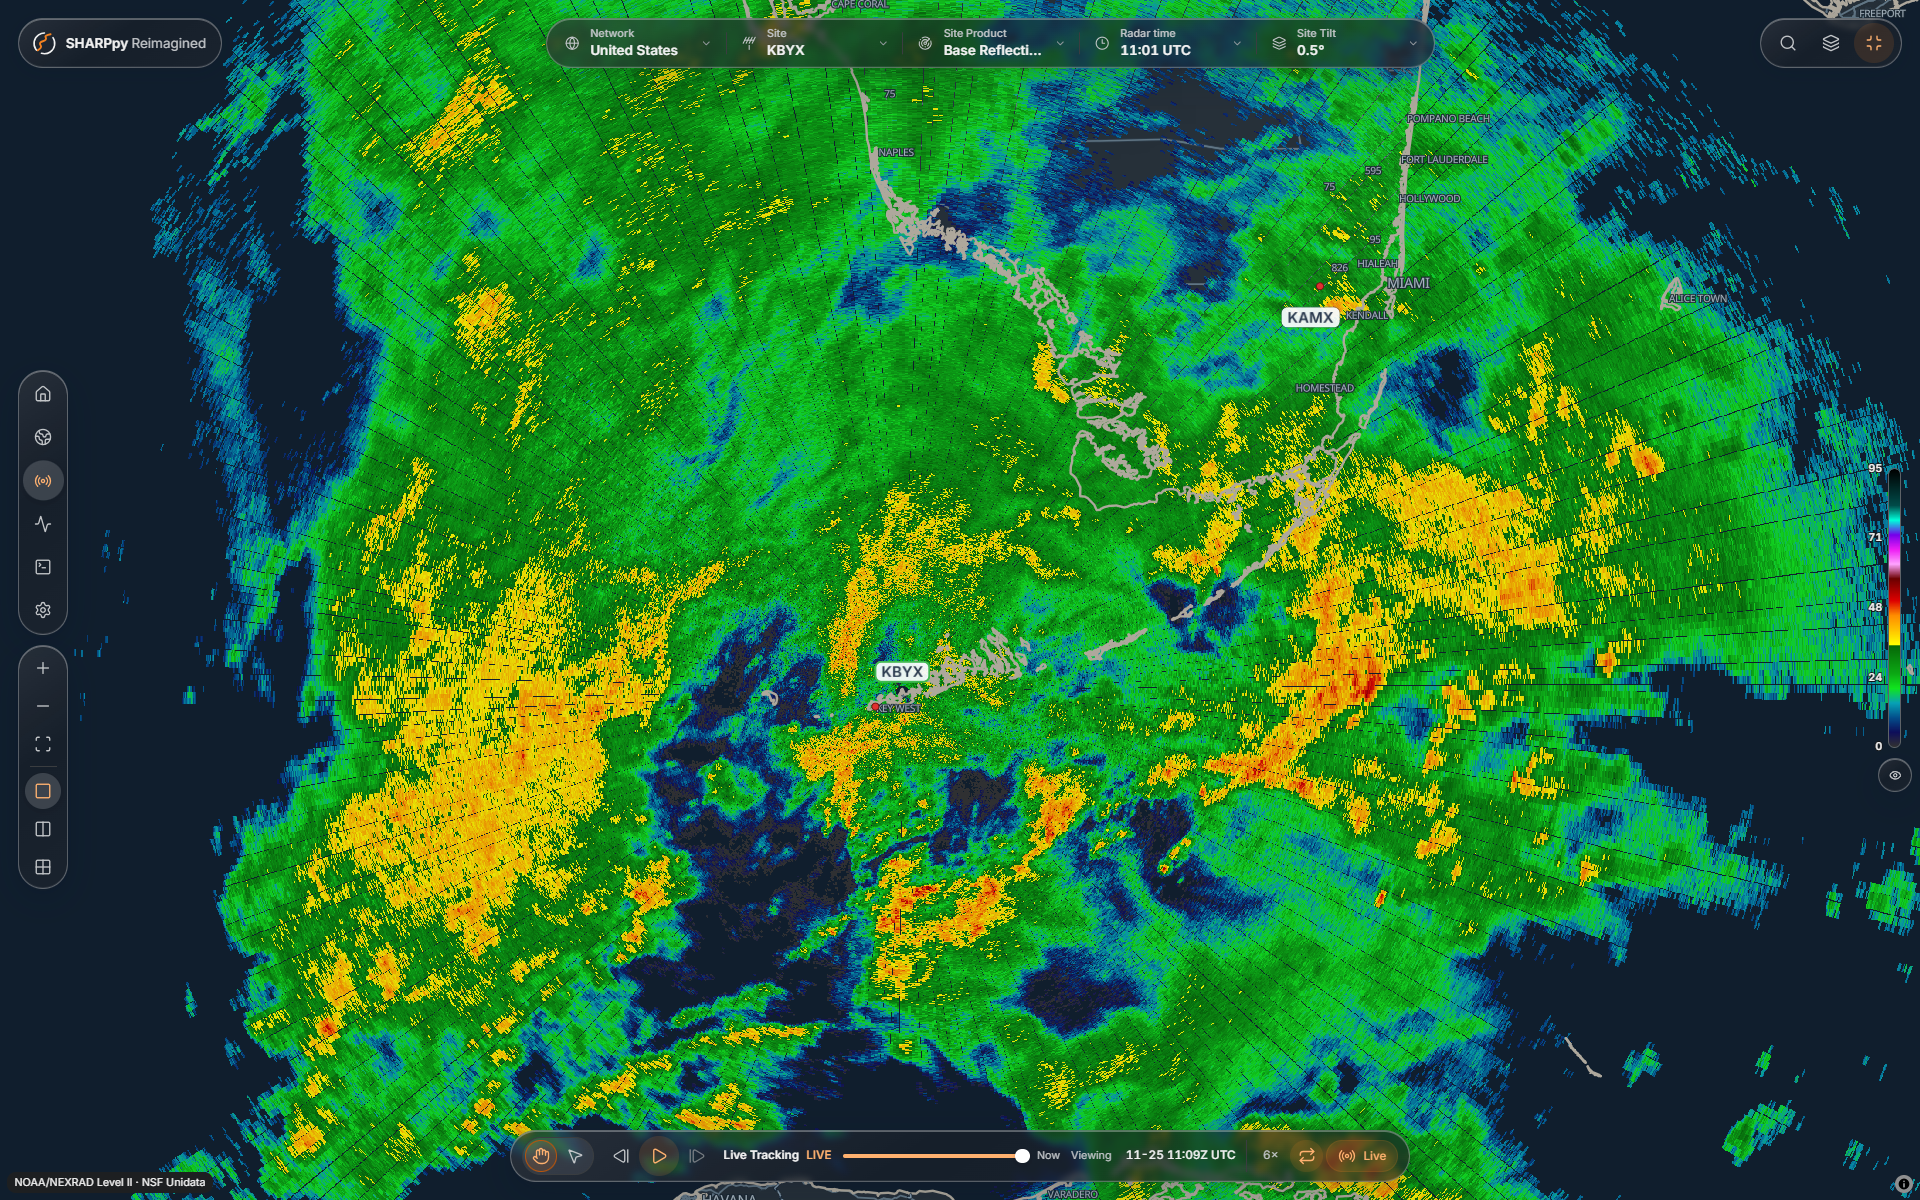 SHARPpy Reimagined
Network
United States
Site
KBYX
Site Product
Base Reflecti...
Radar time
11:01 UTC
Site Tilt
0.5°
CAPE CORAL
FREEPORT
75
NAPLES
POMPANO BEACH
FORT LAUDERDALE
595
75
HOLLYWOOD
95
HIALEAH
826
MIAMI
KAMX
KENDALL
ALICE TOWN
HOMESTEAD
95
71
48
24
0
KBYX
KEY WEST
Live Tracking LIVE
Now
Viewing
11-25 11:09Z UTC
6×
Live
NOAA/NEXRAD Level II · NSF Unidata
HAVANA
VARADERO